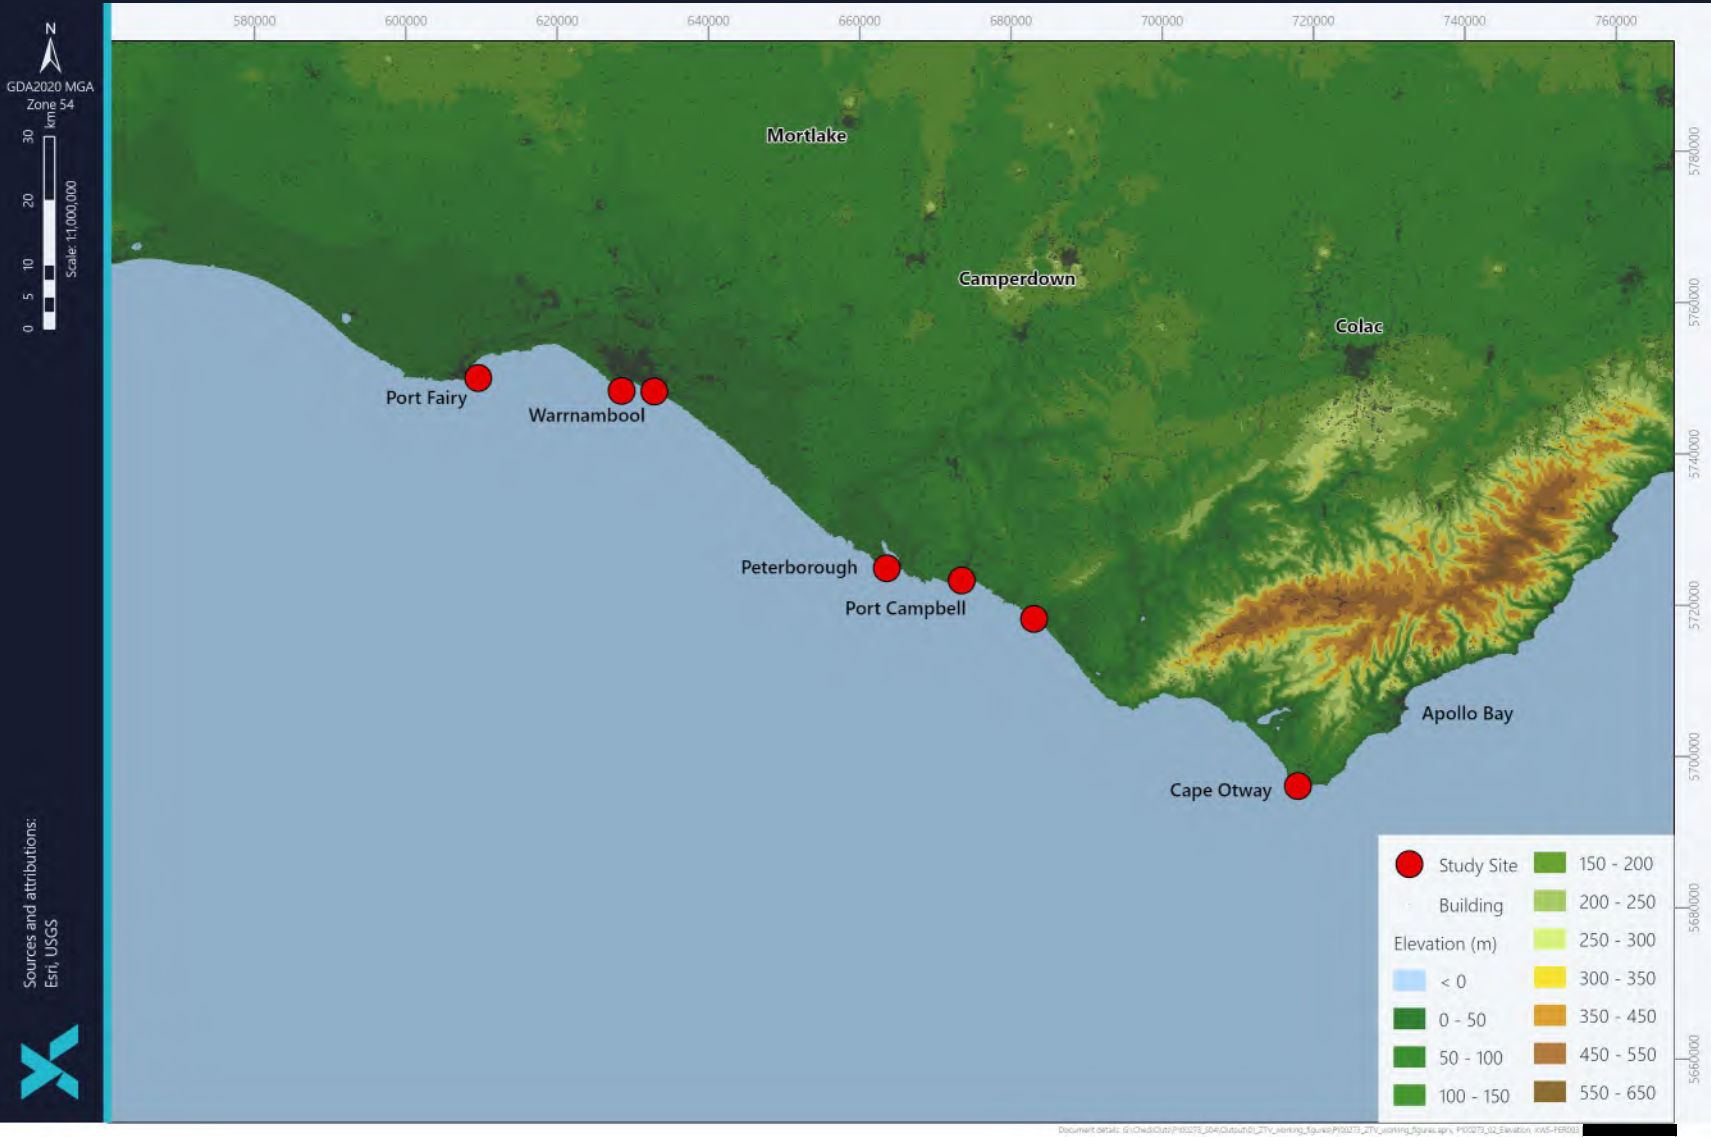 580000
600000
620000
640000
660000
680000
700000
720000
740000
760000
N
GDA2020 MGA
Zone 54
km
0
5
10
20
30
Scale: 1:1,000,000
Mortlake
Camperdown
Colac
Port Fairy
Warrnambool
Peterborough
Port Campbell
Apollo Bay
Cape Otway
5780000
5760000
5740000
5720000
5700000
5680000
5660000
Sources and attributions:
Esri, USGS
Study Site
Building
Elevation (m)
< 0
0 - 50
50 - 100
100 - 150
150 - 200
200 - 250
250 - 300
300 - 350
350 - 450
450 - 550
550 - 650
Document details: